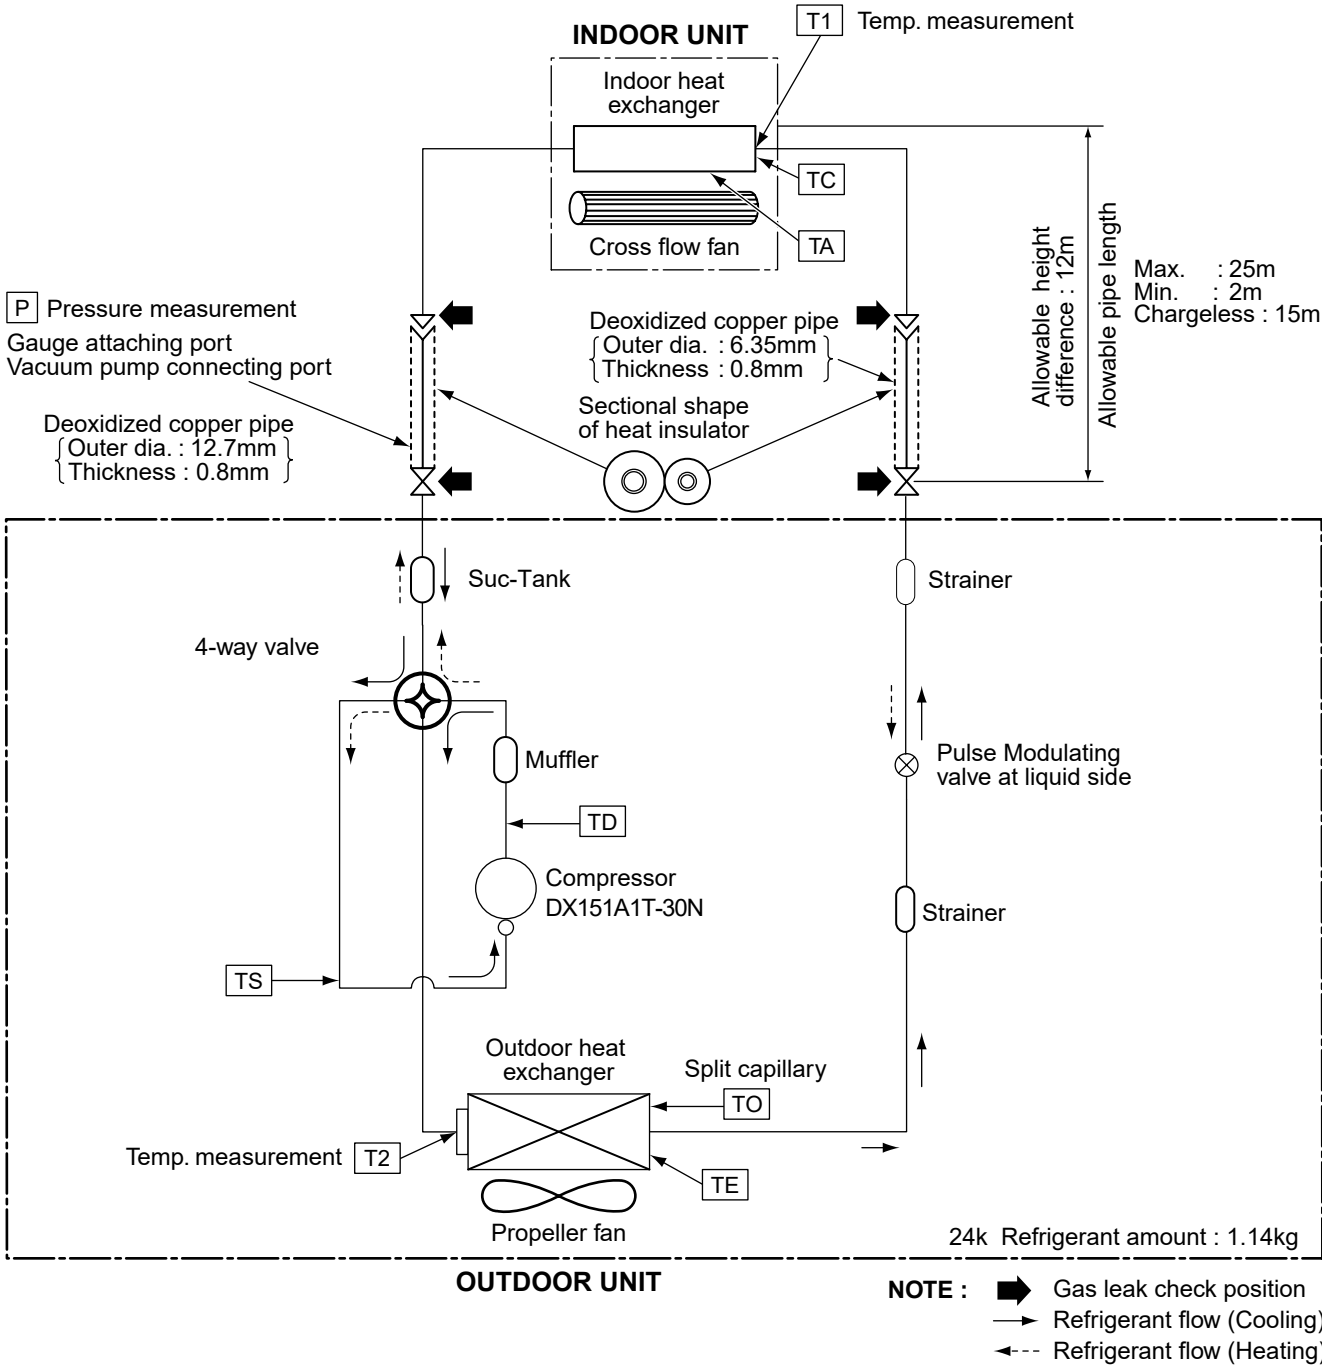 T1 Temp. measurement
INDOOR UNIT
Indoor heat
exchanger
TC
Cross flow fan
TA
Allowable height
difference : 12m
Allowable pipe length
Max. : 25m
Min. : 2m
Chargeless : 15m
P Pressure measurement
Gauge attaching port
Vacuum pump connecting port
Deoxidized copper pipe
Outer dia. : 12.7mm
Thickness : 0.8mm
Deoxidized copper pipe
Outer dia. : 6.35mm
Thickness : 0.8mm
Sectional shape
of heat insulator
Suc-Tank
Strainer
4-way valve
Muffler
Pulse Modulating
valve at liquid side
TD
Compressor
DX151A1T-30N
Strainer
TS
Outdoor heat
exchanger
Split capillary
TO
Temp. measurement T2
TE
Propeller fan
24k Refrigerant amount : 1.14kg
OUTDOOR UNIT
NOTE : Gas leak check position
Refrigerant flow (Cooling)
Refrigerant flow (Heating)